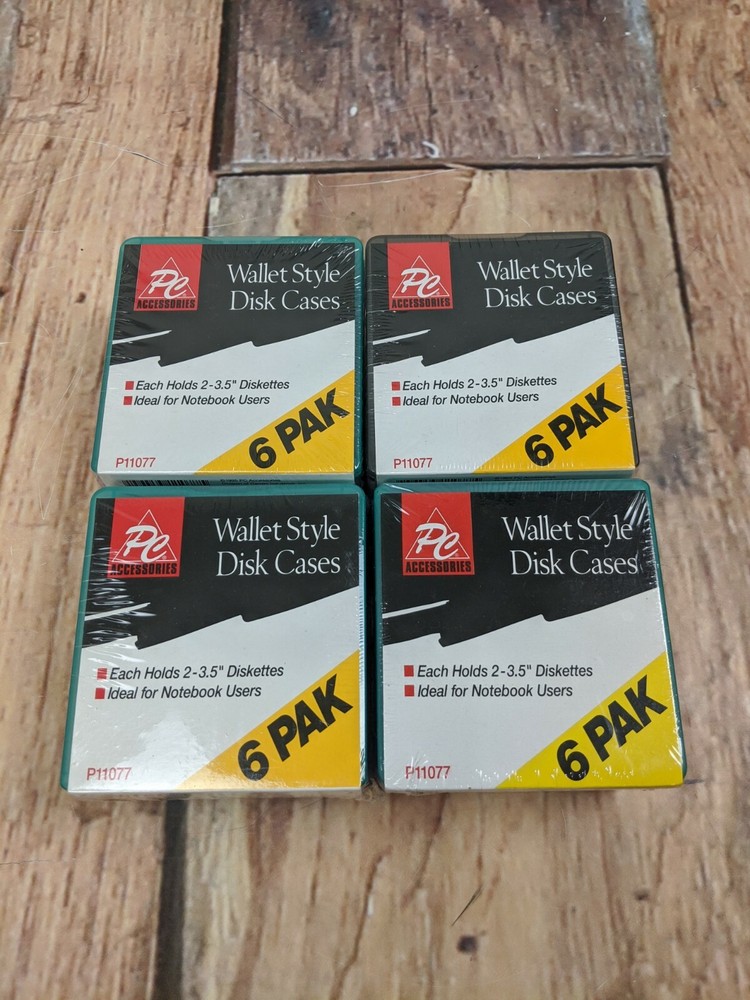 PC
ACCESSORIES
Wallet Style
Disk Cases
Each Holds 2-3.5" Diskettes
Ideal for Notebook Users
6 PAK
P11077
PC
ACCESSORIES
Wallet Style
Disk Cases
Each Holds 2-3.5" Diskettes
Ideal for Notebook Users
6 PAK
P11077
PC
ACCESSORIES
Wallet Style
Disk Cases
Each Holds 2-3.5" Diskettes
Ideal for Notebook Users
6 PAK
P11077
PC
ACCESSORIES
Wallet Style
Disk Cases
Each Holds 2-3.5" Diskettes
Ideal for Notebook Users
6 PAK
P11077